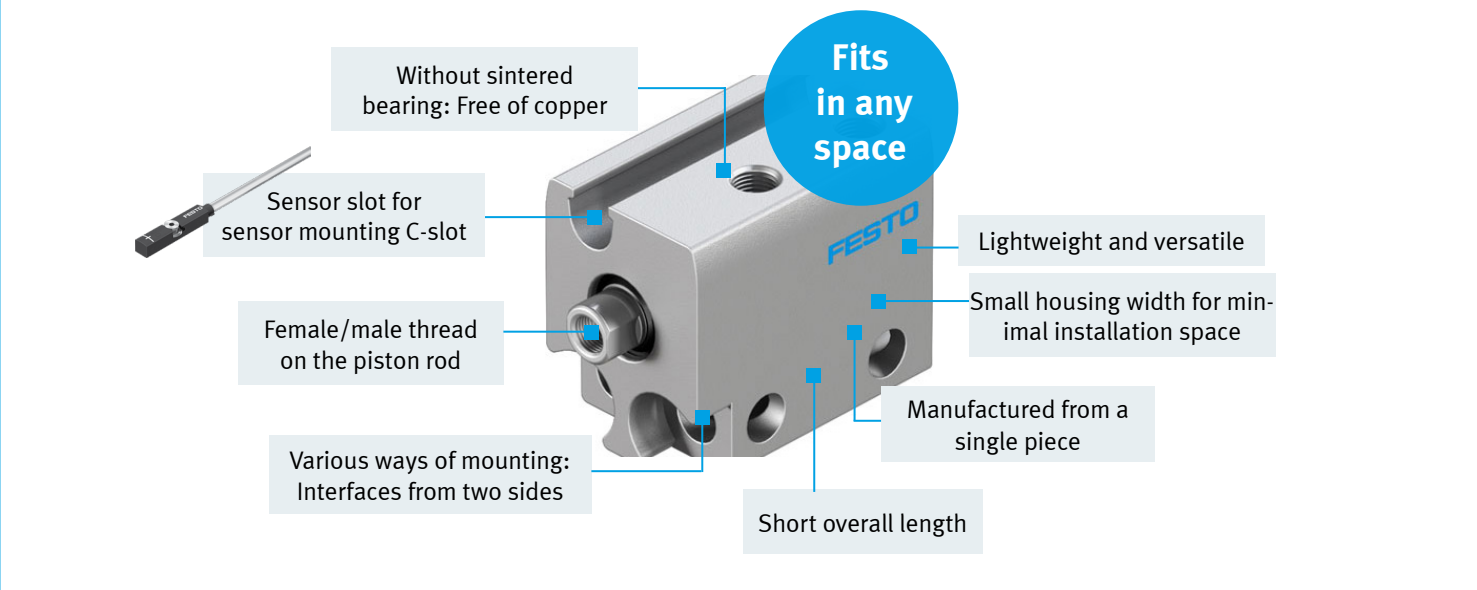 Fits
in any
space
Without sintered
bearing: Free of copper
Sensor slot for
sensor mounting C-slot
FESTO
FESTO
Lightweight and versatile
Small housing width for min-
imal installation space
Female/male thread
on the piston rod
Manufactured from a
single piece
Various ways of mounting:
Interfaces from two sides
Short overall length